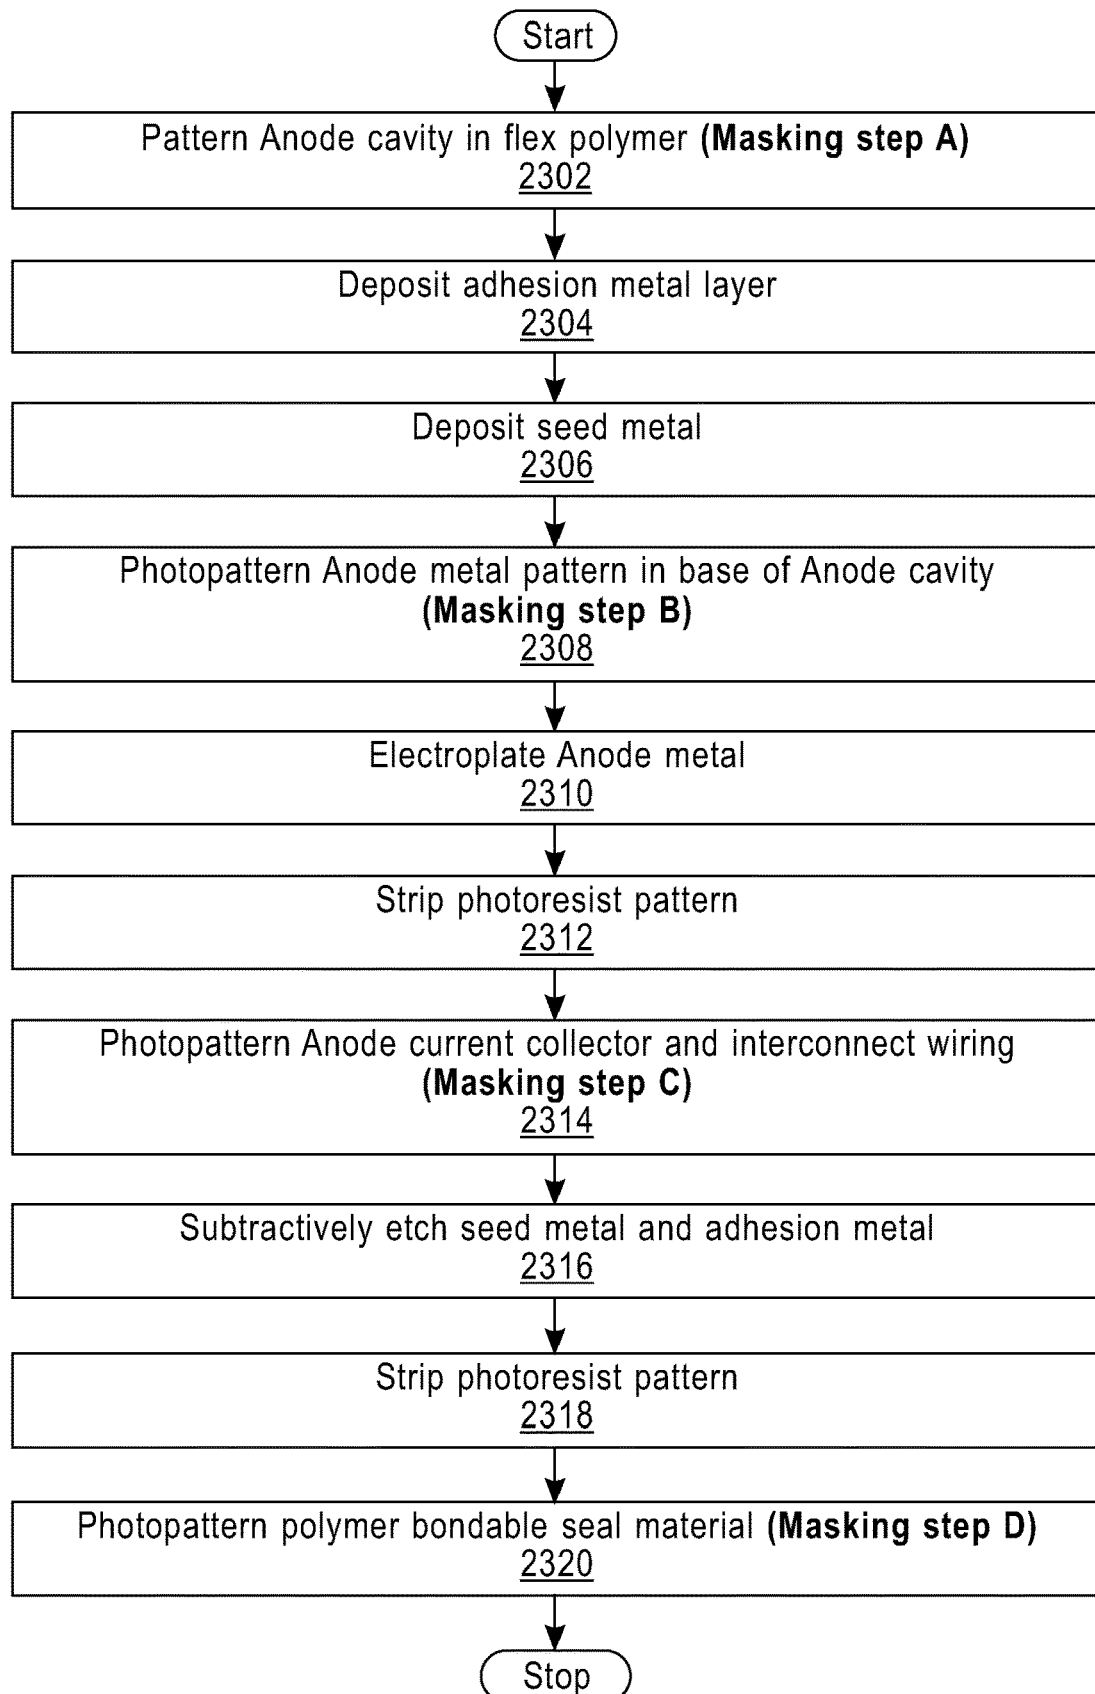 Start
Pattern Anode cavity in flex polymer (Masking step A)
2302
Deposit adhesion metal layer
2304
Deposit seed metal
2306
Photopattern Anode metal pattern in base of Anode cavity
(Masking step B)
2308
Electroplate Anode metal
2310
Strip photoresist pattern
2312
Photopattern Anode current collector and interconnect wiring
(Masking step C)
2314
Subtractively etch seed metal and adhesion metal
2316
Strip photoresist pattern
2318
Photopattern polymer bondable seal material (Masking step D)
2320
Stop